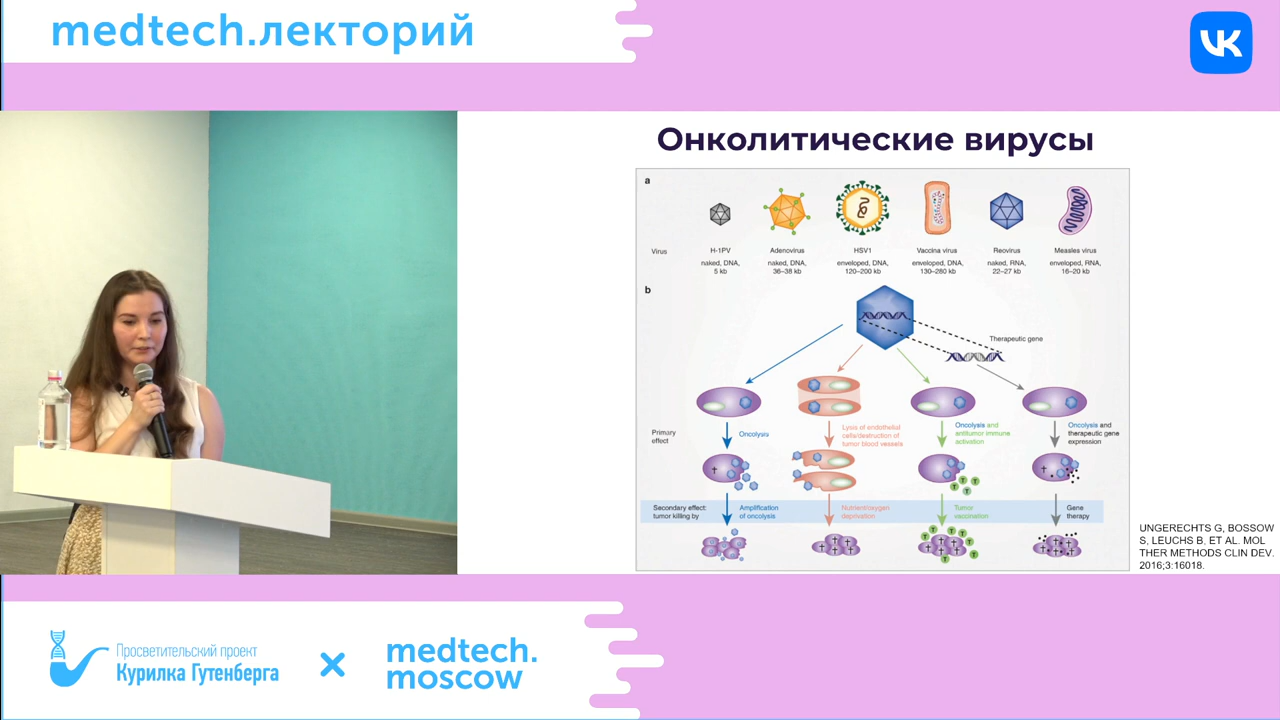 medtech.лекторий
VK
Онколитические вирусы
a
Virus
H-1PV
naked, DNA,
5 kb
Adenovirus
naked, DNA,
36–38 kb
HSV1
enveloped, DNA,
120–200 kb
Vaccina virus
enveloped, DNA,
130–280 kb
Reovirus
naked, RNA,
22–27 kb
Measles virus
enveloped, RNA,
16–20 kb
b
Therapeutic gene
Primary
effect
Oncolysis
Lysis of endothelial
cells/destruction of
tumor blood vessels
Oncolysis and
antitumor immune
activation
Oncolysis and
therapeutic gene
expression
T T T T T
Secondary effect:
tumor killing by
Amplification
of oncolysis
Nutrient/oxygen
deprivation
Tumor
vaccination
Gene
therapy
T T T T T T T T T
UNGERECHTS G, BOSSOW
S, LEUCHS B, ET AL. MOL
THER METHODS CLIN DEV.
2016;3:16018.
Просветительский проект
Курилка Гутенберга
×
medtech.
moscow